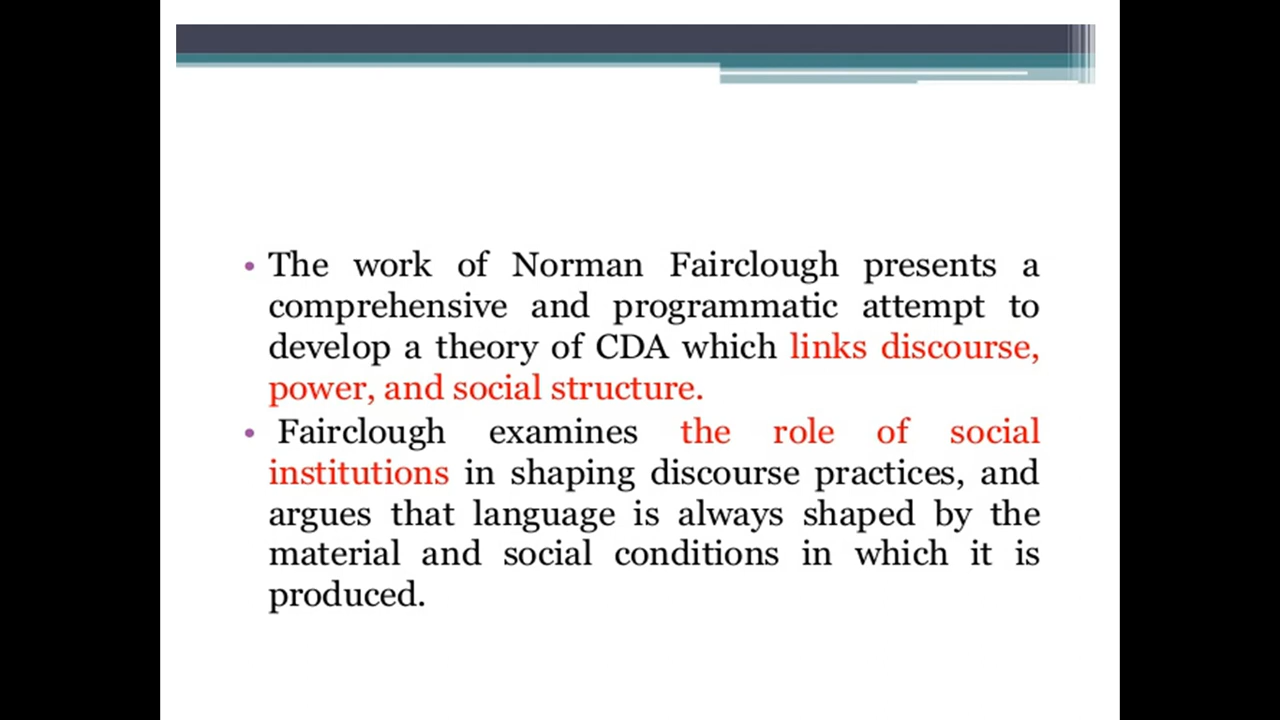 • The work of Norman Fairclough presents a
comprehensive and programmatic attempt to
develop a theory of CDA which links discourse,
power, and social structure.
• Fairclough examines the role of social
institutions in shaping discourse practices, and
argues that language is always shaped by the
material and social conditions in which it is
produced.